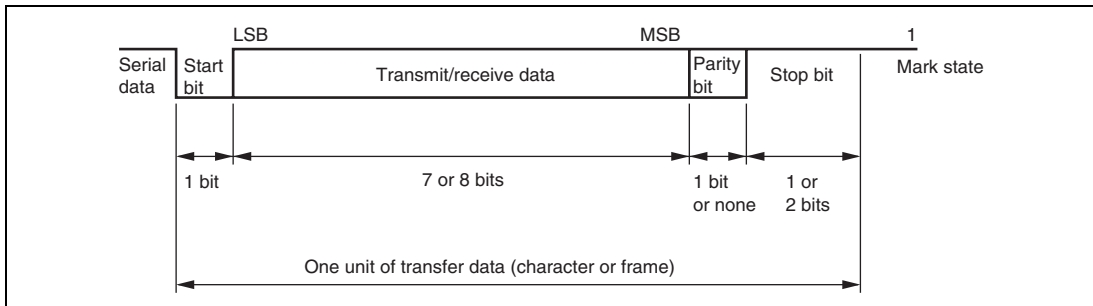 LSB MSB 1
Serial data
Start bit
Transmit/receive data
Parity bit
Stop bit
Mark state
1 bit
7 or 8 bits
1 bit or none
1 or 2 bits
One unit of transfer data (character or frame)